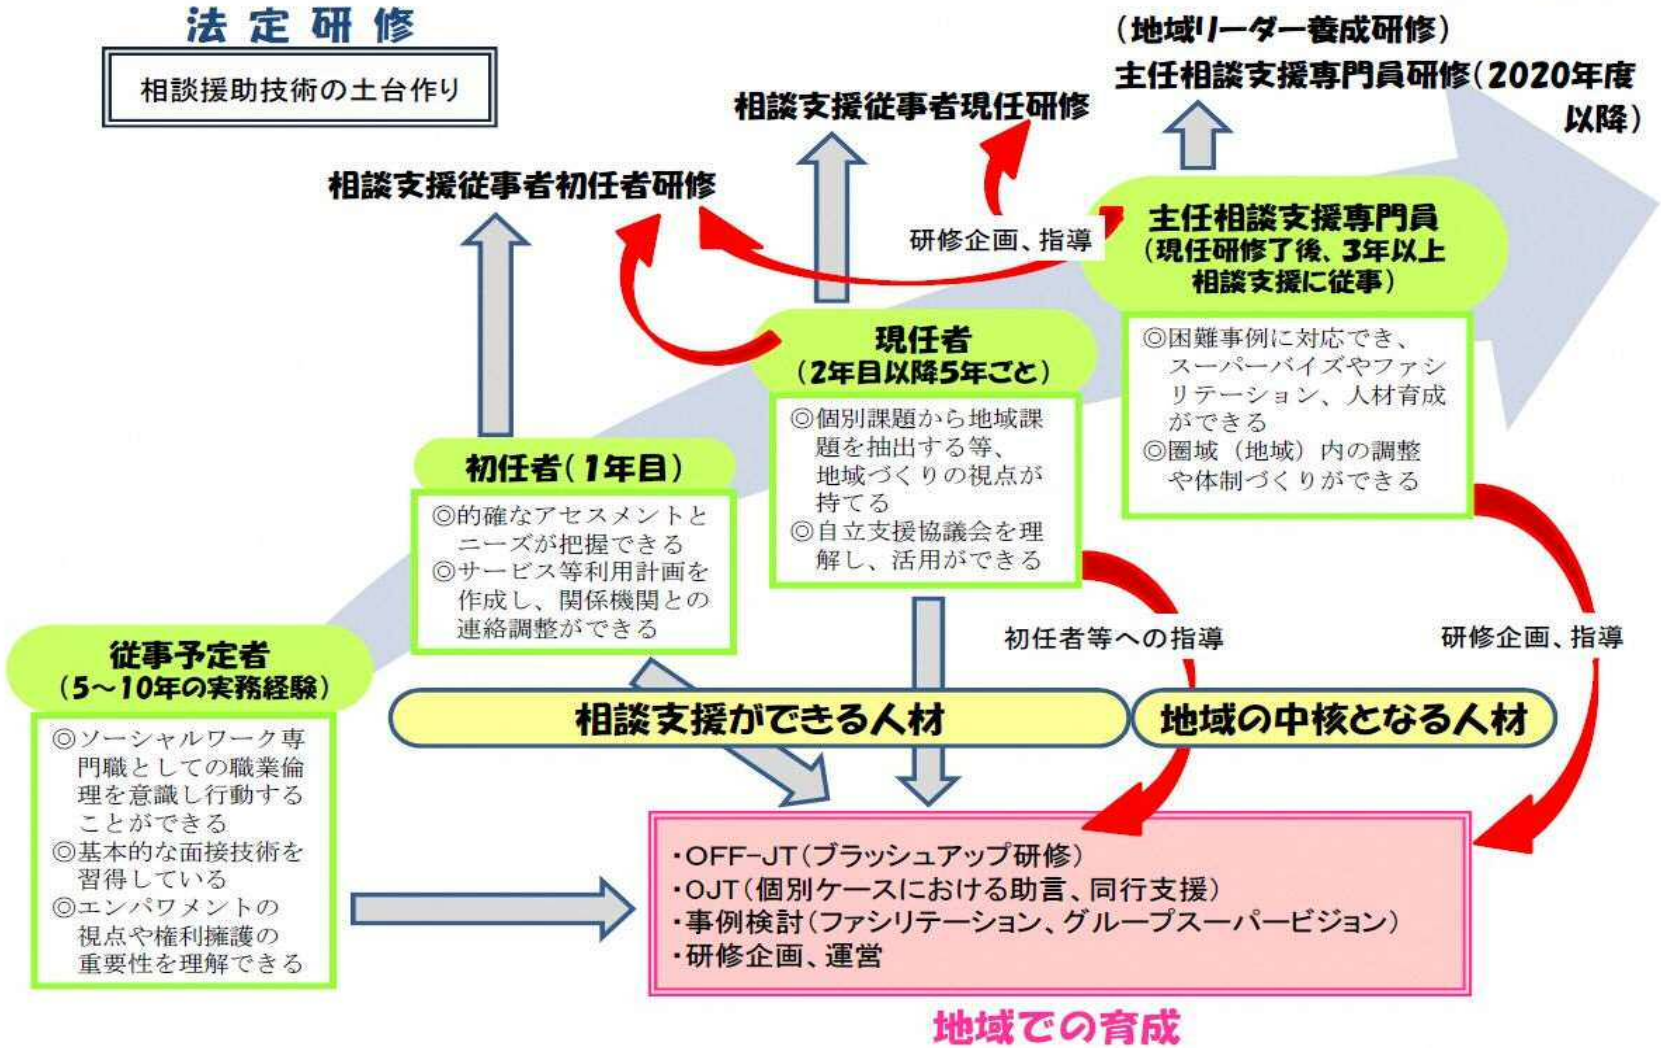 法定研修
相談援助技術の土台作り
(地域リーダー養成研修)
主任相談支援専門員研修(2020年度
以降)
相談支援従事者現任研修
相談支援従事者初任者研修
研修企画、指導
主任相談支援専門員
(現任研修了後、3年以上
相談支援に従事)
◎困難事例に対応でき、
スーパーバイズやファシ
リテーション、人材育成
ができる
◎圏域(地域)内の調整
や体制づくりができる
現任者
(2年目以降5年ごと)
◎個別課題から地域課
題を抽出する等、
地域づくりの視点が
持てる
◎自立支援協議会を理
解し、活用ができる
初任者(1年目)
◎的確なアセスメントと
ニーズが把握できる
◎サービス等利用計画を
作成し、関係機関との
連絡調整ができる
従事予定者
(5~10年の実務経験)
◎ソーシャルワーク専
門職としての職業倫
理を意識し行動する
ことができる
◎基本的な面接技術を
習得している
◎エンパワメントの
視点や権利擁護の
重要性を理解できる
初任者等への指導
研修企画、指導
相談支援ができる人材
地域の中核となる人材
・OFF-JT(ブラッシュアップ研修)
・OJT(個別ケースにおける助言、同行支援)
・事例検討(ファシリテーション、グループスーパービジョン)
・研修企画、運営
地域での育成